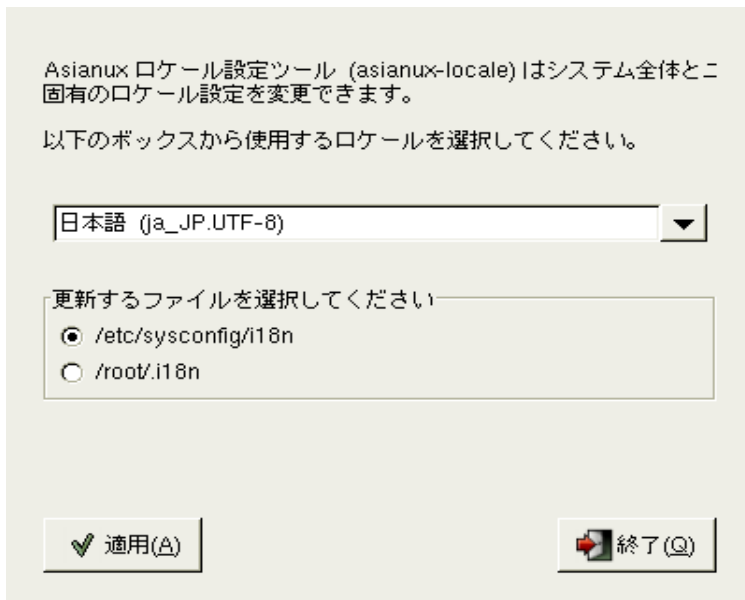 Asianux ロケール設定ツール (asianux-locale) はシステム全体と
固有のロケール設定を変更できます。
以下のボックスから使用するロケールを選択してください。
日本語 (ja_JP.UTF-8)
更新するファイルを選択してください
/etc/sysconfig/i18n
/root/.i18n
適用(A)
終了(Q)